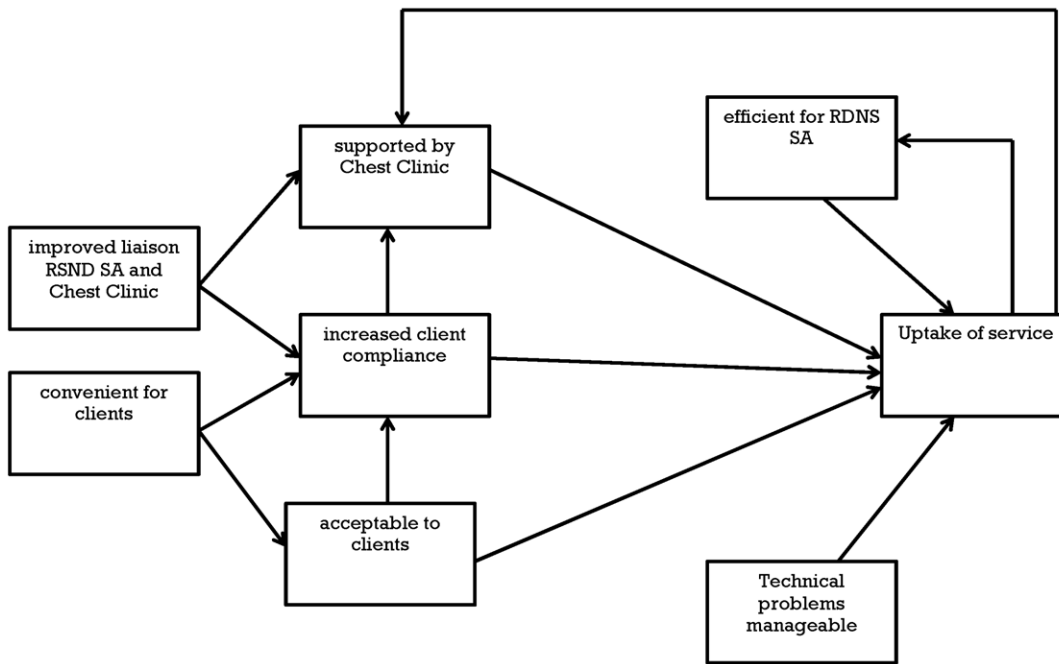 supported by
Chest Clinic
efficient for RDNS
SA
improved liaison
RSND SA and
Chest Clinic
increased client
compliance
Uptake of service
convenient for
clients
acceptable to
clients
Technical
problems
manageable